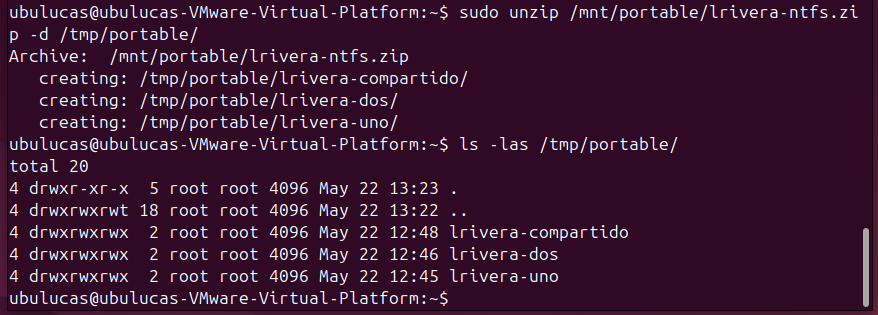 ubulucas@ubulucas-VMware-Virtual-Platform:~$ sudo unzip /mnt/portable/lrivera-ntfs.zi
p -d /tmp/portable/
Archive:  /mnt/portable/lrivera-ntfs.zip
   creating: /tmp/portable/lrivera-compartido/
   creating: /tmp/portable/lrivera-dos/
   creating: /tmp/portable/lrivera-uno/
ubulucas@ubulucas-VMware-Virtual-Platform:~$ ls -las /tmp/portable/
total 20
4 drwxr-xr-x  5 root root 4096 May 22 13:23 .
4 drwxrwxrwt 18 root root 4096 May 22 13:22 ..
4 drwxrwxrwx  2 root root 4096 May 22 12:48 lrivera-compartido
4 drwxrwxrwx  2 root root 4096 May 22 12:46 lrivera-dos
4 drwxrwxrwx  2 root root 4096 May 22 12:45 lrivera-uno
ubulucas@ubulucas-VMware-Virtual-Platform:~$